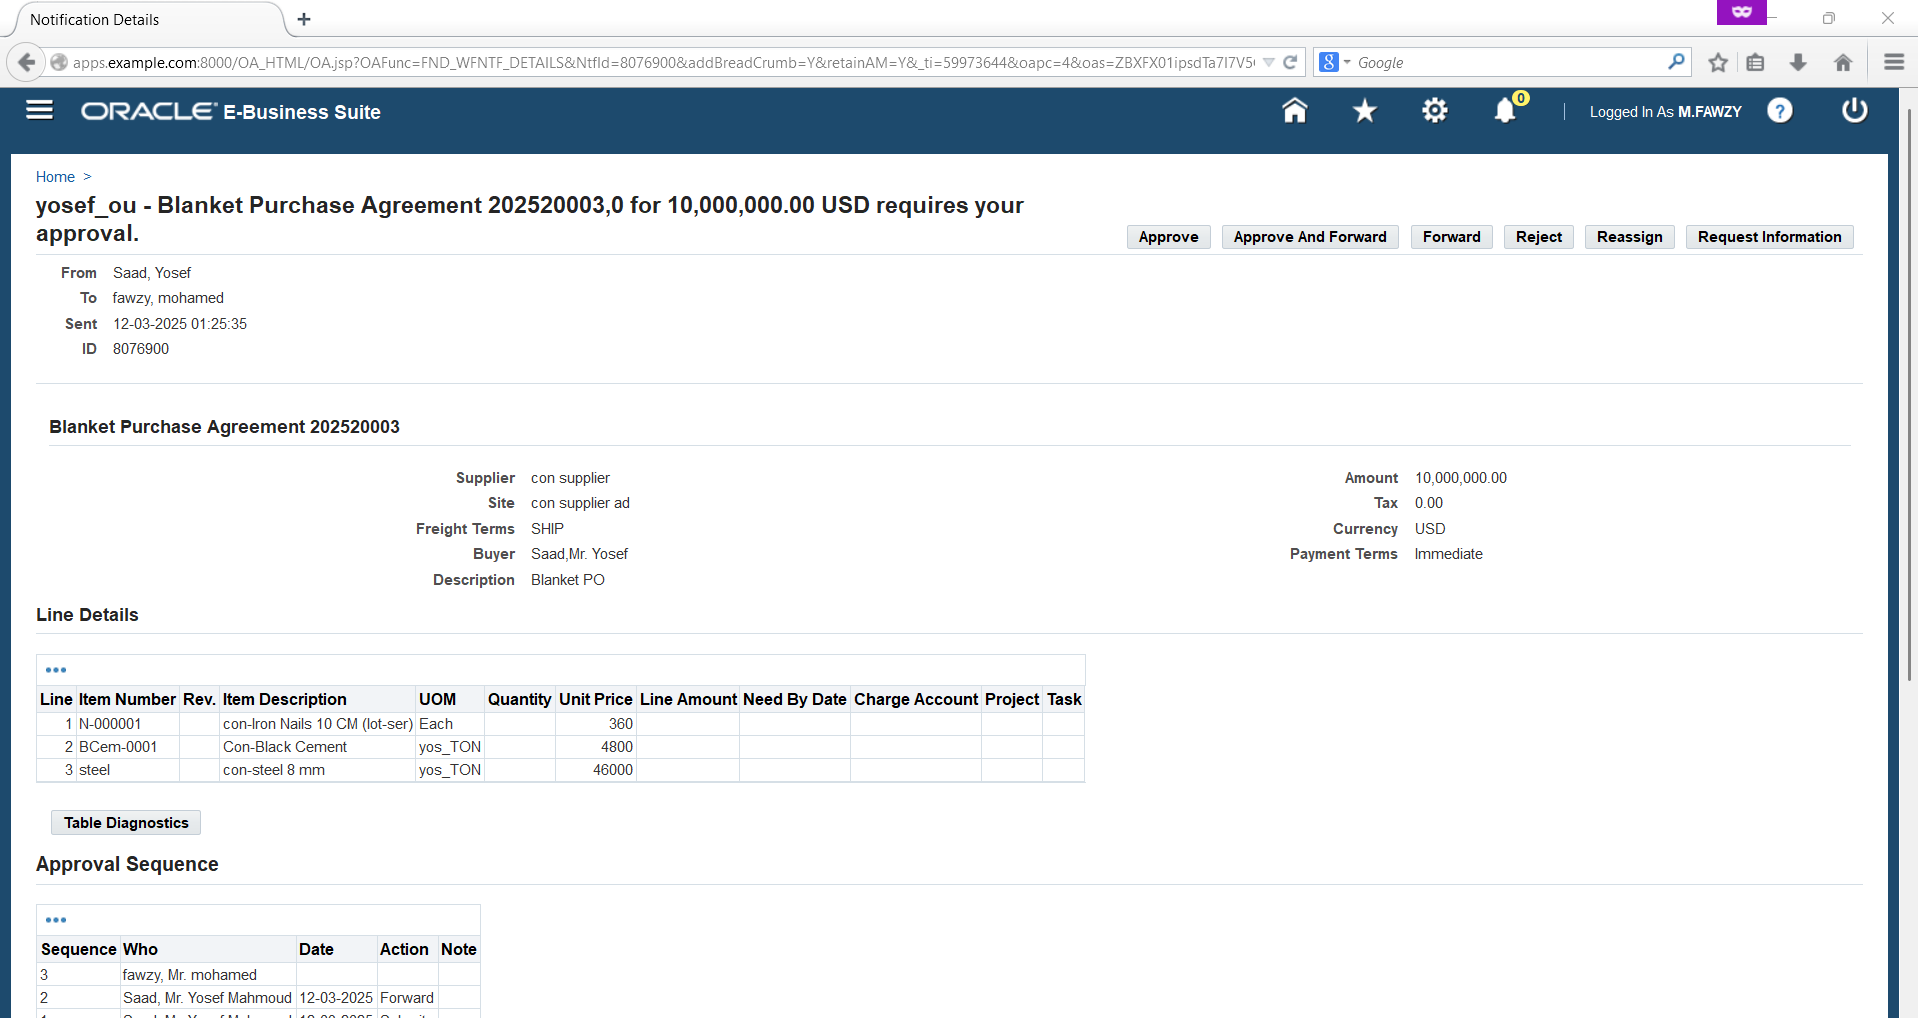 Notification Details
apps.example.com:8000/OA_HTML/OA.jsp?OAFunc=FND_WFNTF_DETAILS&NtfId=8076900&addBreadCrumb=Y&retainAM=Y&_ti=59973644&oapc=4&oas=ZBXFX01ipsdTa7I7V5
Google
ORACLE E-Business Suite
0
Logged In As M.FAWZY
Home >
yosef_ou - Blanket Purchase Agreement 202520003,0 for 10,000,000.00 USD requires your
approval.
Approve Approve And Forward Forward Reject Reassign Request Information
From Saad, Yosef
To fawzy, mohamed
Sent 12-03-2025 01:25:35
ID 8076900
Blanket Purchase Agreement 202520003
Supplier con supplier Amount 10,000,000.00
Site con supplier ad Tax 0.00
Freight Terms SHIP Currency USD
Buyer Saad,Mr. Yosef Payment Terms Immediate
Description Blanket PO
Line Details
Line Item Number Rev. Item Description UOM Quantity Unit Price Line Amount Need By Date Charge Account Project Task
1 N-000001 con-Iron Nails 10 CM (lot-ser) Each 360
2 BCem-0001 Con-Black Cement yos_TON 4800
3 steel con-steel 8 mm yos_TON 46000
Table Diagnostics
Approval Sequence
Sequence Who Date Action Note
3 fawzy, Mr. mohamed
2 Saad, Mr. Yosef Mahmoud 12-03-2025 Forward